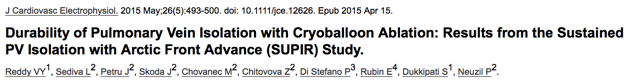 J Cardiovasc Electrophysiol. 2015 May;26(5):493-500. doi: 10.1111/jce.12626. Epub 2015 Apr 15.
Durability of Pulmonary Vein Isolation with Cryoballoon Ablation: Results from the Sustained
PV Isolation with Arctic Front Advance (SUPIR) Study.
Reddy VY1, Sediva L2, Petru J2, Skoda J2, Chovanec M2, Chitovova Z2, Di Stefano P3, Rubin E4, Dukkipati S1, Neuzil P2.